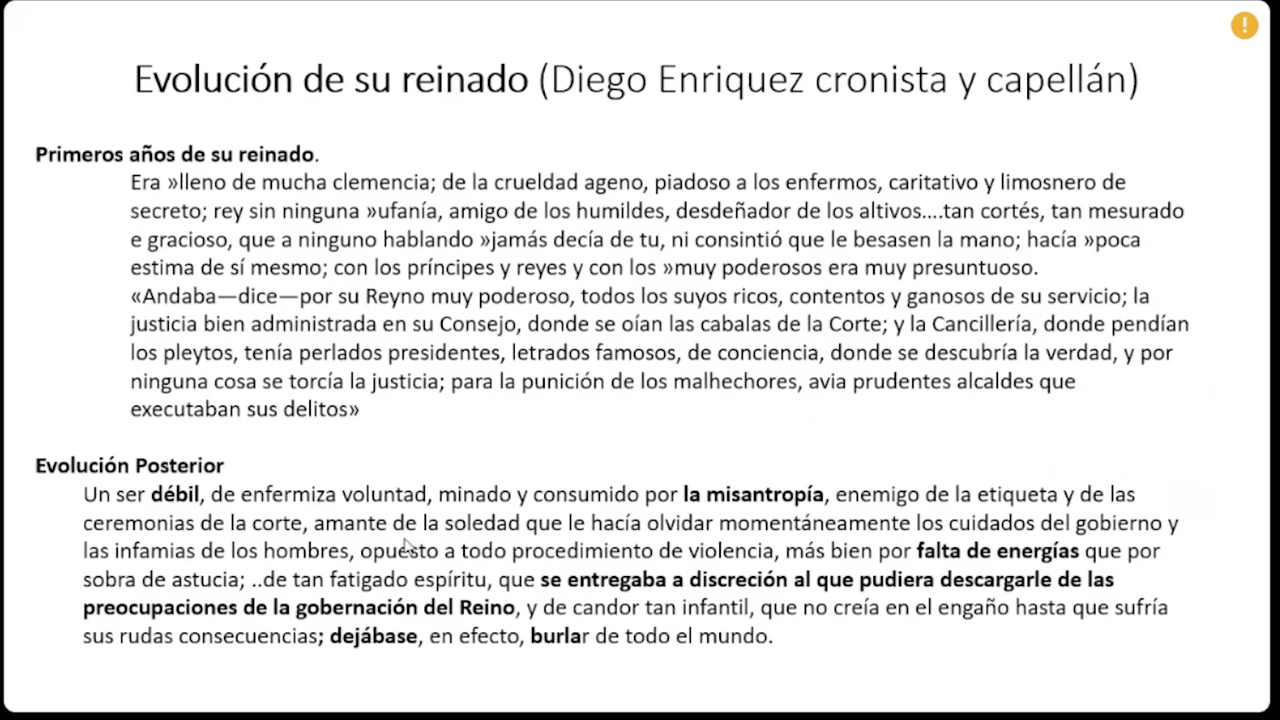 !
Evolución de su reinado (Diego Enriquez cronista y capellán)
Primeros años de su reinado.
Era »lleno de mucha clemencia; de la crueldad ageno, piadoso a los enfermos, caritativo y limosnero de
secreto; rey sin ninguna »ufanía, amigo de los humildes, desdeñador de los altivos....tan cortés, tan mesurado
e gracioso, que a ninguno hablando »jamás decía de tu, ni consintió que le besasen la mano; hacía »poca
estima de sí mesmo; con los príncipes y reyes y con los »muy poderosos era muy presuntuoso.
«Andaba—dice—por su Reyno muy poderoso, todos los suyos ricos, contentos y ganosos de su servicio; la
justicia bien administrada en su Consejo, donde se oían las cabalas de la Corte; y la Cancillería, donde pendían
los pleytos, tenía perlados presidentes, letrados famosos, de conciencia, donde se descubría la verdad, y por
ninguna cosa se torcía la justicia; para la punición de los malhechores, avia prudentes alcaldes que
executaban sus delitos»
Evolución Posterior
Un ser débil, de enfermiza voluntad, minado y consumido por la misantropía, enemigo de la etiqueta y de las
ceremonias de la corte, amante de la soledad que le hacía olvidar momentáneamente los cuidados del gobierno y
las infamias de los hombres, opuesto a todo procedimiento de violencia, más bien por falta de energías que por
sobra de astucia; ..de tan fatigado espíritu, que se entregaba a discreción al que pudiera descargarle de las
preocupaciones de la gobernación del Reino, y de candor tan infantil, que no creía en el engaño hasta que sufría
sus rudas consecuencias; dejábase, en efecto, burlar de todo el mundo.